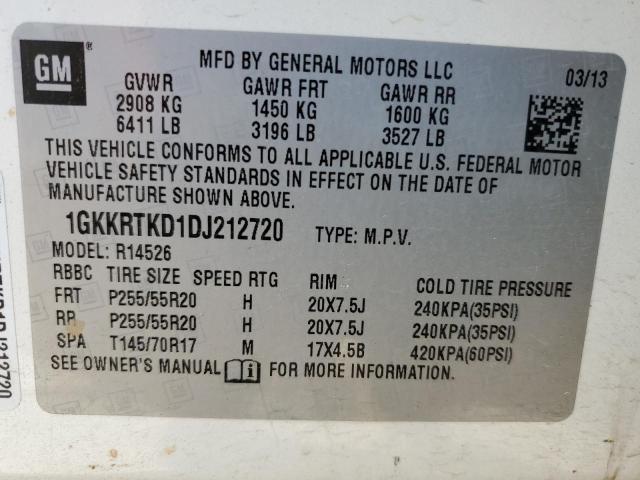 GM
MFD BY GENERAL MOTORS LLC
03/13
GVWR GAWR FRT GAWR RR
2908 KG 1450 KG 1600 KG
6411 LB 3196 LB 3527 LB
THIS VEHICLE CONFORMS TO ALL APPLICABLE U.S. FEDERAL MOTOR
VEHICLE SAFETY STANDARDS IN EFFECT ON THE DATE OF
MANUFACTURE SHOWN ABOVE.
1GKKRTKD1DJ212720 TYPE: M.P.V.
MODEL: R14526
RBBC TIRE SIZE SPEED RTG RIM COLD TIRE PRESSURE
FRT P255/55R20 H 20X7.5J 240KPA(35PSI)
RR P255/55R20 H 20X7.5J 240KPA(35PSI)
SPA T145/70R17 M 17X4.5B 420KPA(60PSI)
SEE OWNER'S MANUAL FOR MORE INFORMATION.